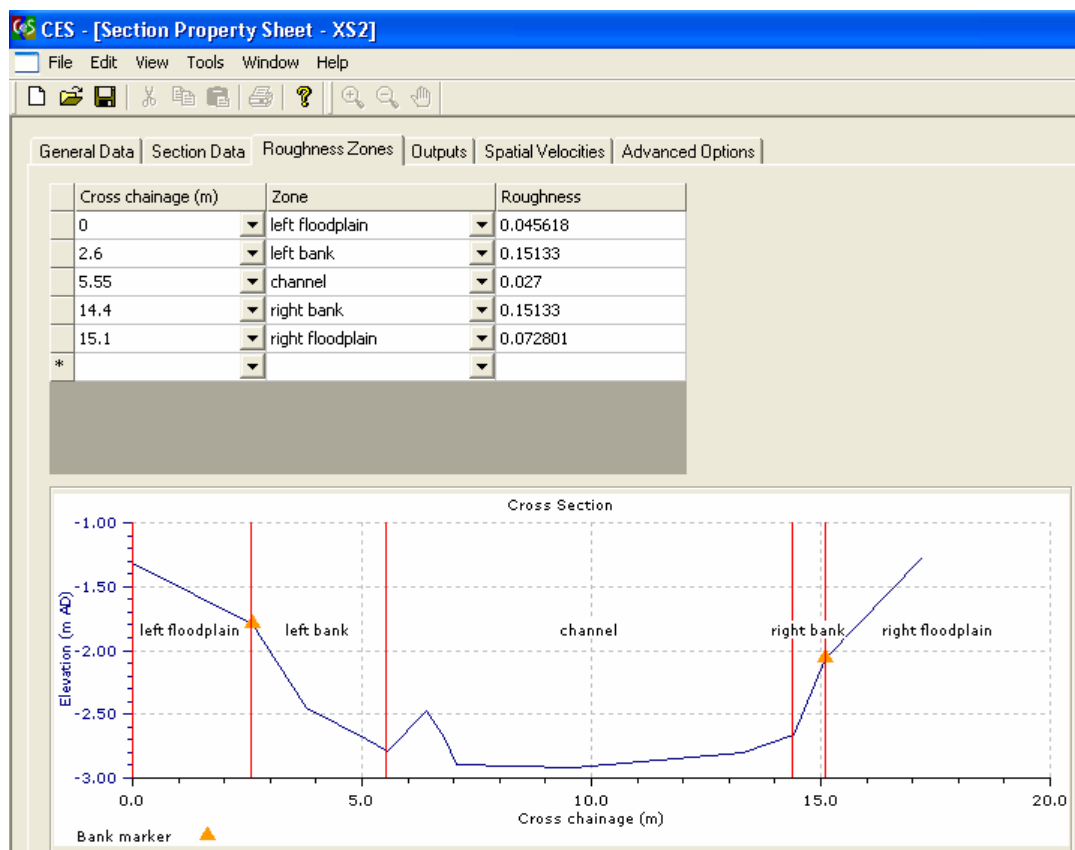 CES - [Section Property Sheet - XS2]
File Edit View Tools Window Help
General Data Section Data Roughness Zones Outputs Spatial Velocities Advanced Options
Cross chainage (m) Zone Roughness
0 left floodplain 0.045618
2.6 left bank 0.15133
5.55 channel 0.027
14.4 right bank 0.15133
15.1 right floodplain 0.072801
*
Cross Section
-1.00
-1.50
left floodplain left bank channel right bank right floodplain
-2.00
-2.50
-3.00
Elevation (m AD)
0.0 5.0 10.0 15.0 20.0
Cross chainage (m)
Bank marker